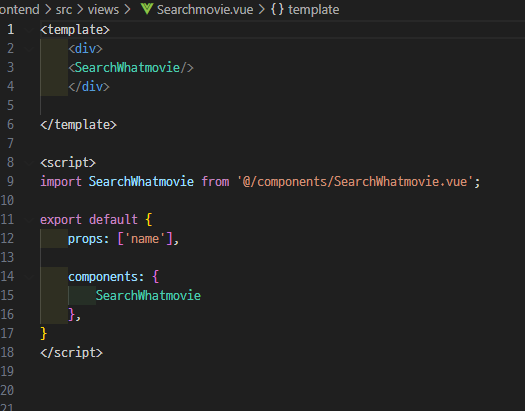 ontend > src > views > Searchmovie.vue > {} template
1 <template>
2     <div>
3     <SearchWhatmovie/>
4     </div>
5
6 </template>
7
8 <script>
9 import SearchWhatmovie from '@/components/SearchWhatmovie.vue';
10
11 export default {
12     props: ['name'],
13
14     components: {
15         SearchWhatmovie
16     },
17 }
18 </script>
19
20
21